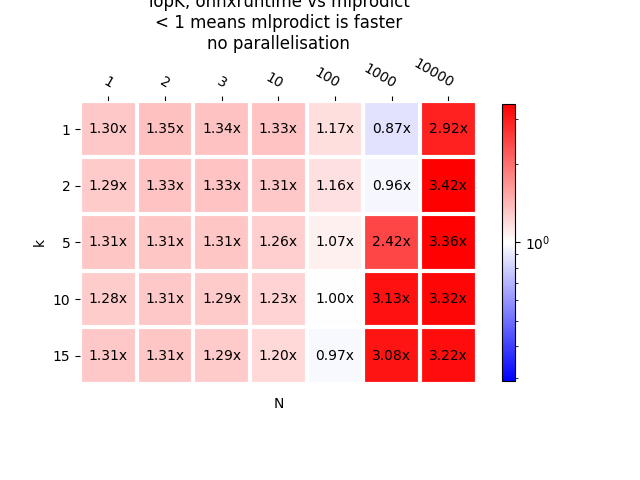 TopK, onnxruntime vs mlprodict
< 1 means mlprodict is faster
no parallelisation
1 2 3 10 100 1000 10000
1 1.30x 1.35x 1.34x 1.33x 1.17x 0.87x 2.92x
2 1.29x 1.33x 1.33x 1.31x 1.16x 0.96x 3.42x
k
5 1.31x 1.31x 1.31x 1.26x 1.07x 2.42x 3.36x
10⁰
10 1.28x 1.31x 1.29x 1.23x 1.00x 3.13x 3.32x
15 1.31x 1.31x 1.29x 1.20x 0.97x 3.08x 3.22x
N